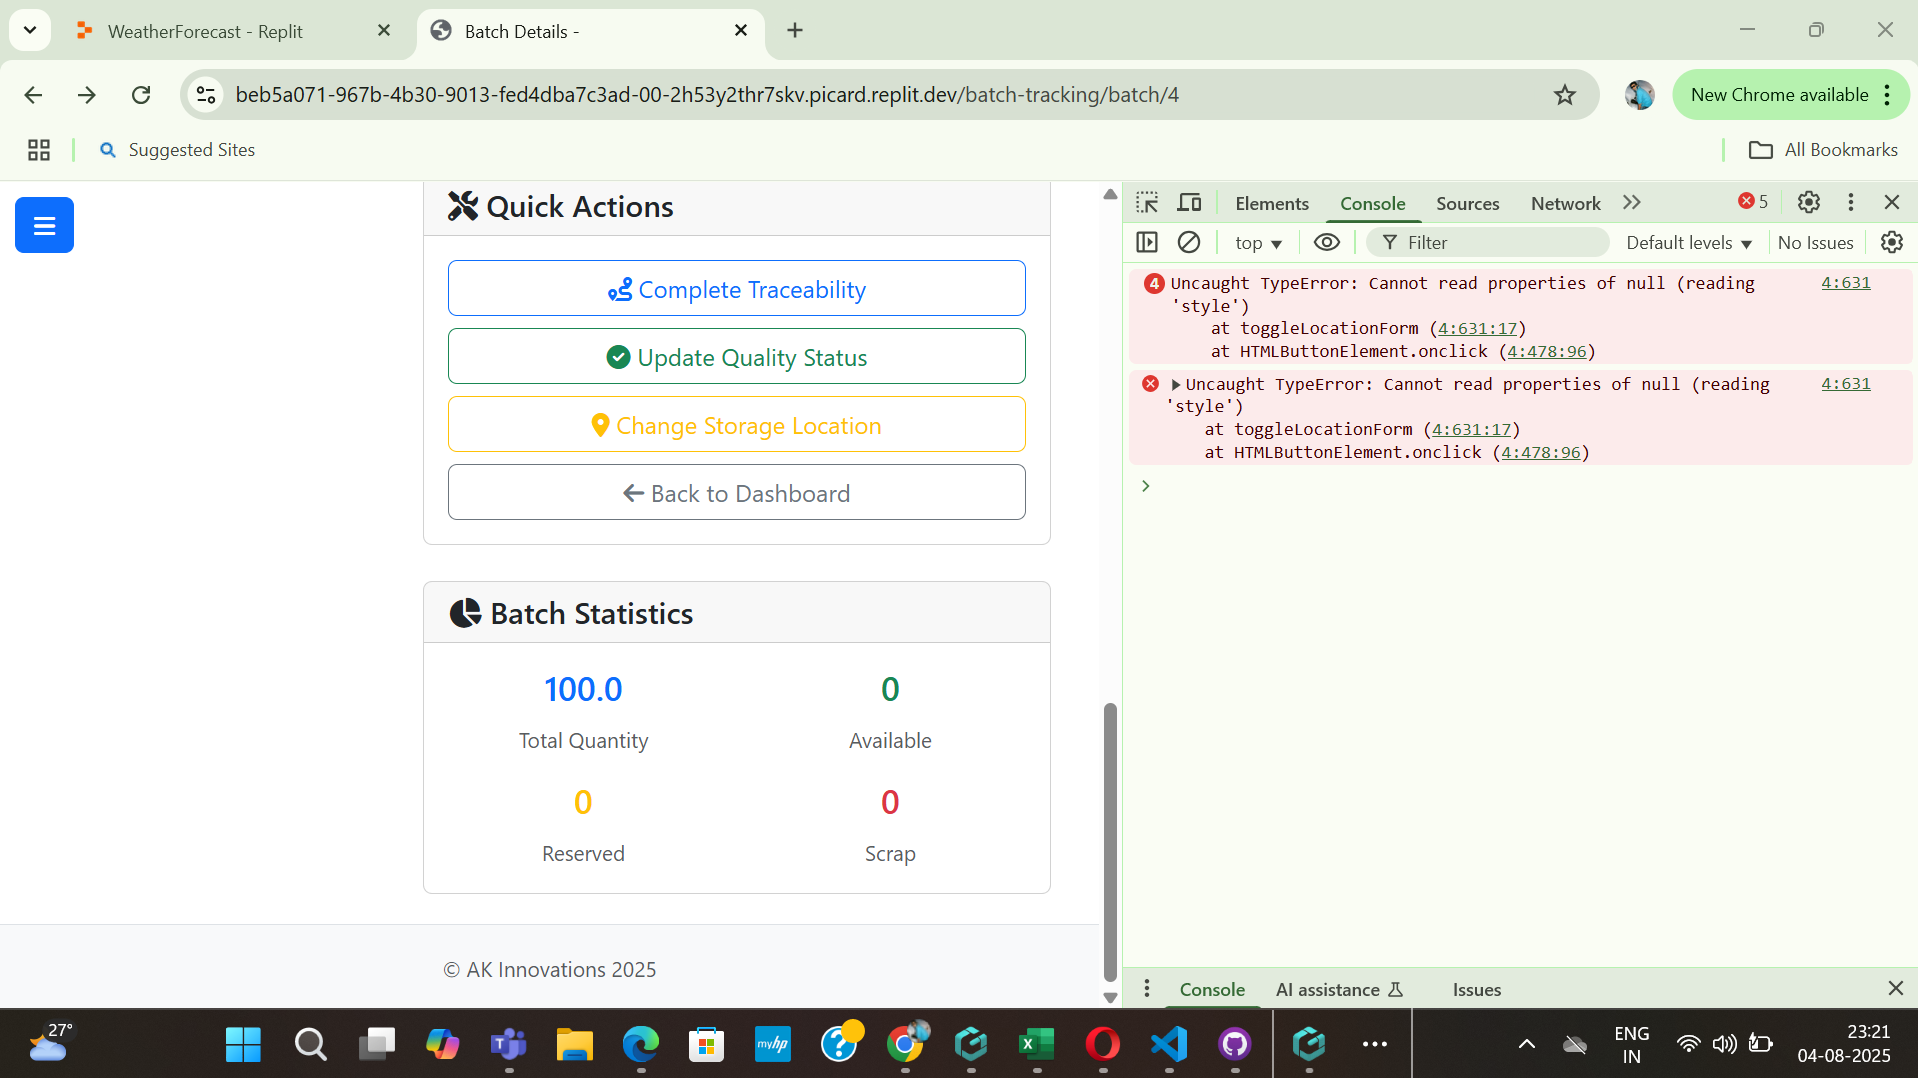 WeatherForecast - Replit
Batch Details -
beb5a071-967b-4b30-9013-fed4dba7c3ad-00-2h53y2thr7skv.picard.replit.dev/batch-tracking/batch/4
New Chrome available
Suggested Sites
All Bookmarks
Quick Actions
Complete Traceability
Update Quality Status
Change Storage Location
Back to Dashboard
Batch Statistics
100.0
0
Total Quantity
Available
0
0
Reserved
Scrap
© AK Innovations 2025
Elements
Console
Sources
Network
5
top
Filter
Default levels
No Issues
4 Uncaught TypeError: Cannot read properties of null (reading 4:631
'style')
at toggleLocationForm (4:631:17)
at HTMLButtonElement.onclick (4:478:96)
Uncaught TypeError: Cannot read properties of null (reading 4:631
'style')
at toggleLocationForm (4:631:17)
at HTMLButtonElement.onclick (4:478:96)
Console
AI assistance
Issues
27°
myhp
ENG
IN
23:21
04-08-2025